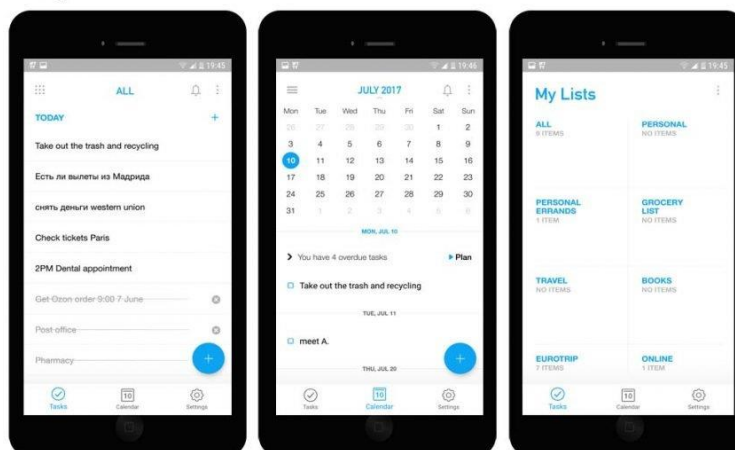 19:45
ALL
TODAY
+
Take out the trash and recycling
Есть ли вылеты из Мадрида
снять деньги western union
Check tickets Paris
2PM Dental appointment
Get Ozon order 9:00 7 June
Post office
Pharmacy
+
Tasks
10
Calendar
Settings
19:46
JULY 2017
Mon Tue Wed Thu Fri Sat Sun
26 27 28 29 30 1 2
3 4 5 6 7 8 9
10 11 12 13 14 15 16
17 18 19 20 21 22 23
24 25 26 27 28 29 30
31 1 2 3 4 5 6
MON, JUL 10
You have 4 overdue tasks Plan
Take out the trash and recycling
TUE, JUL 11
meet A.
THU, JUL 20
+
Tasks
10
Calendar
Settings
19:45
My Lists
ALL
PERSONAL
NO ITEMS
PERSONAL
ERRANDS
1 ITEM
GROCERY
LIST
NO ITEMS
TRAVEL
NO ITEMS
BOOKS
NO ITEMS
EUROTRIP
7 ITEMS
ONLINE
1 ITEM
Tasks
10
Calendar
Settings